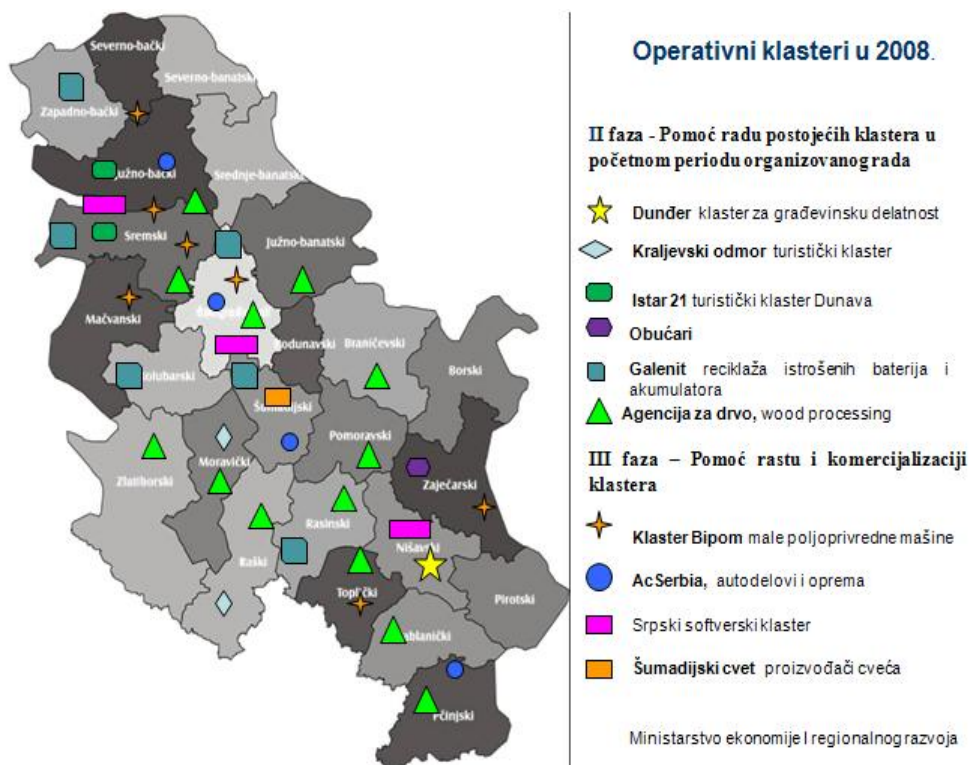 Severno-bački
Severno-banatski
Zapadno-bački
Južno-bački
Srednje-banatski
Sremski
Južno-banatski
Mačvanski
Podunavski
Braničevski
Borski
Kolubarski
Šumadijski
Pomoravski
Moravički
Zlatiborski
Zaječarski
Rasinski
Raški
Nišavski
Toplički
Pirotski
Jablanički
Pčinjski
Operativni klasteri u 2008.
II faza - Pomoć radu postojećih klastera u
početnom periodu organizovanog rada
Dunđer klaster za građevinsku delatnost
Kraljevski odmor turistički klaster
Istar 21 turistički klaster Dunava
Obućari
Galenit reciklaža istrošenih baterija i
akumulatora
Agencija za drvo, wood processing
III faza – Pomoć rastu i komercijalizaciji
klastera
Klaster Bipom male poljoprivredne mašine
AcSerbia, autodelovi i oprema
Srpski softverski klaster
Šumadijski cvet proizvođači cveća
Ministarstvo ekonomije I regionalnog razvoja